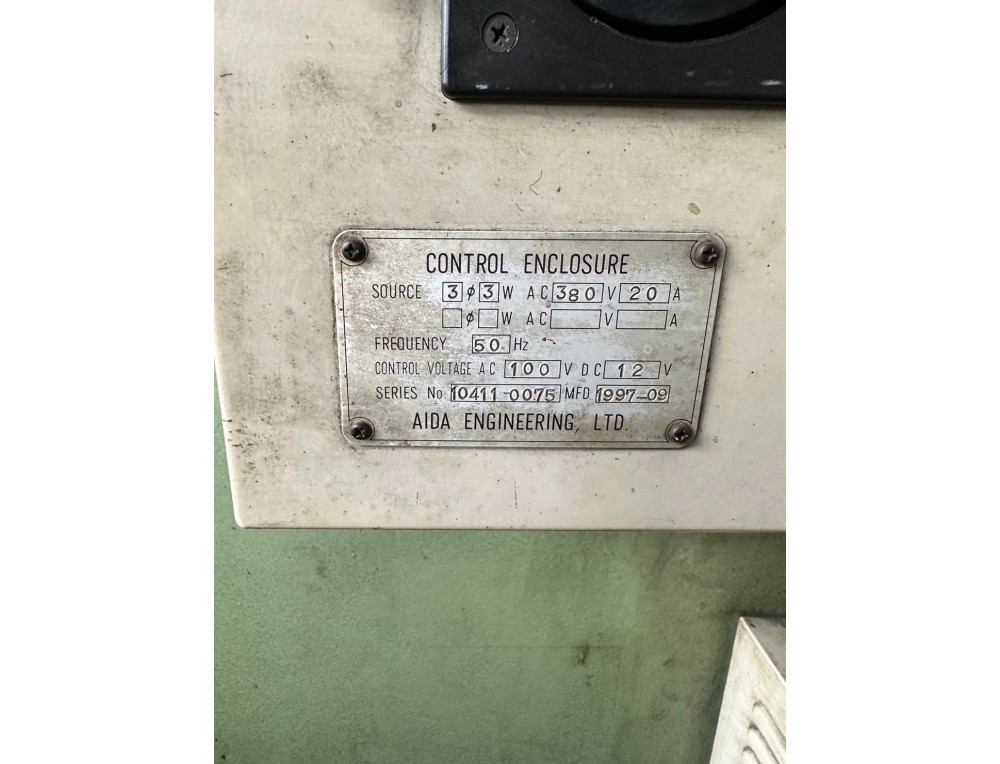 CONTROL ENCLOSURE
SOURCE 3 ø 3 W AC 380 V 20 A
ø W AC V A
FREQUENCY 50 Hz
CONTROL VOLTAGE AC 100 V DC 12 V
SERIES No 10411-0075 MFD 1997-09
AIDA ENGINEERING, LTD.